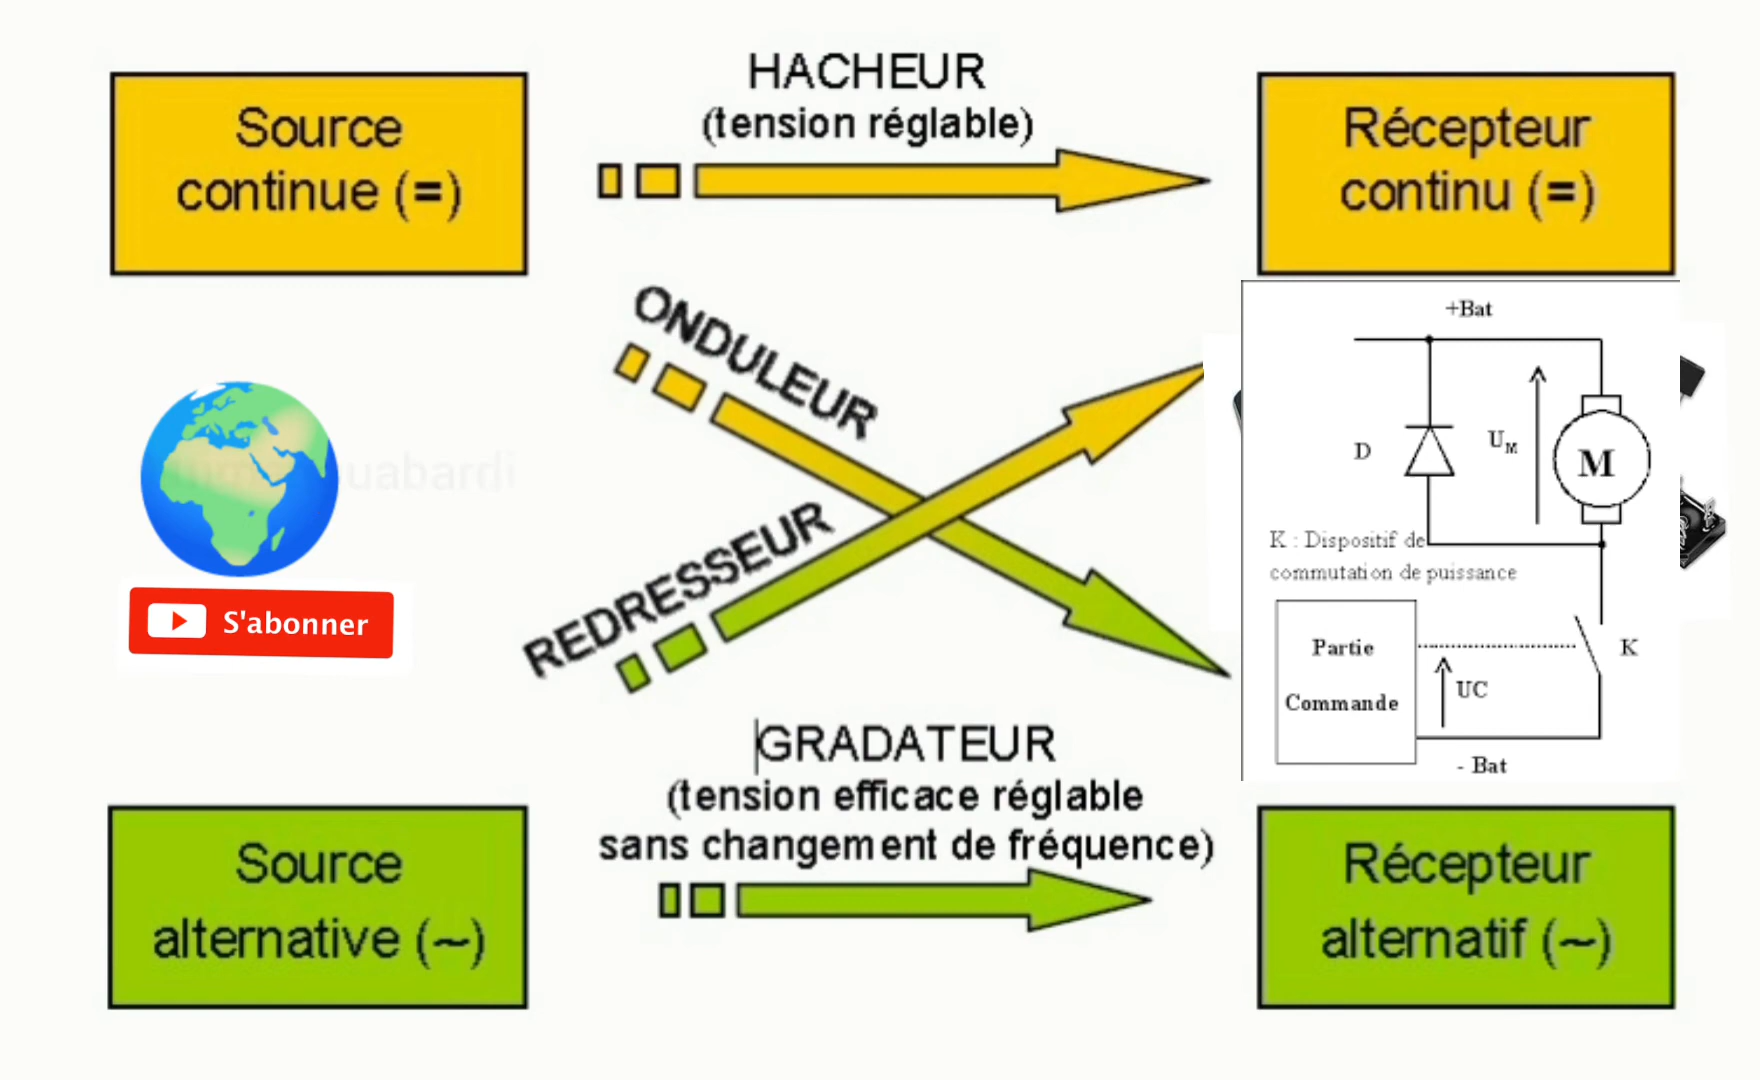 HACHEUR
(tension réglable)
Source
continue (=)
Récepteur
continu (=)
ONDULEUR
REDRESSEUR
+Bat
D
UM
M
K : Dispositif de
commutation de puissance
Partie
Commande
UC
K
- Bat
S'abonner
GRADATEUR
(tension efficace réglable
sans changement de fréquence)
Source
alternative (~)
Récepteur
alternatif (~)